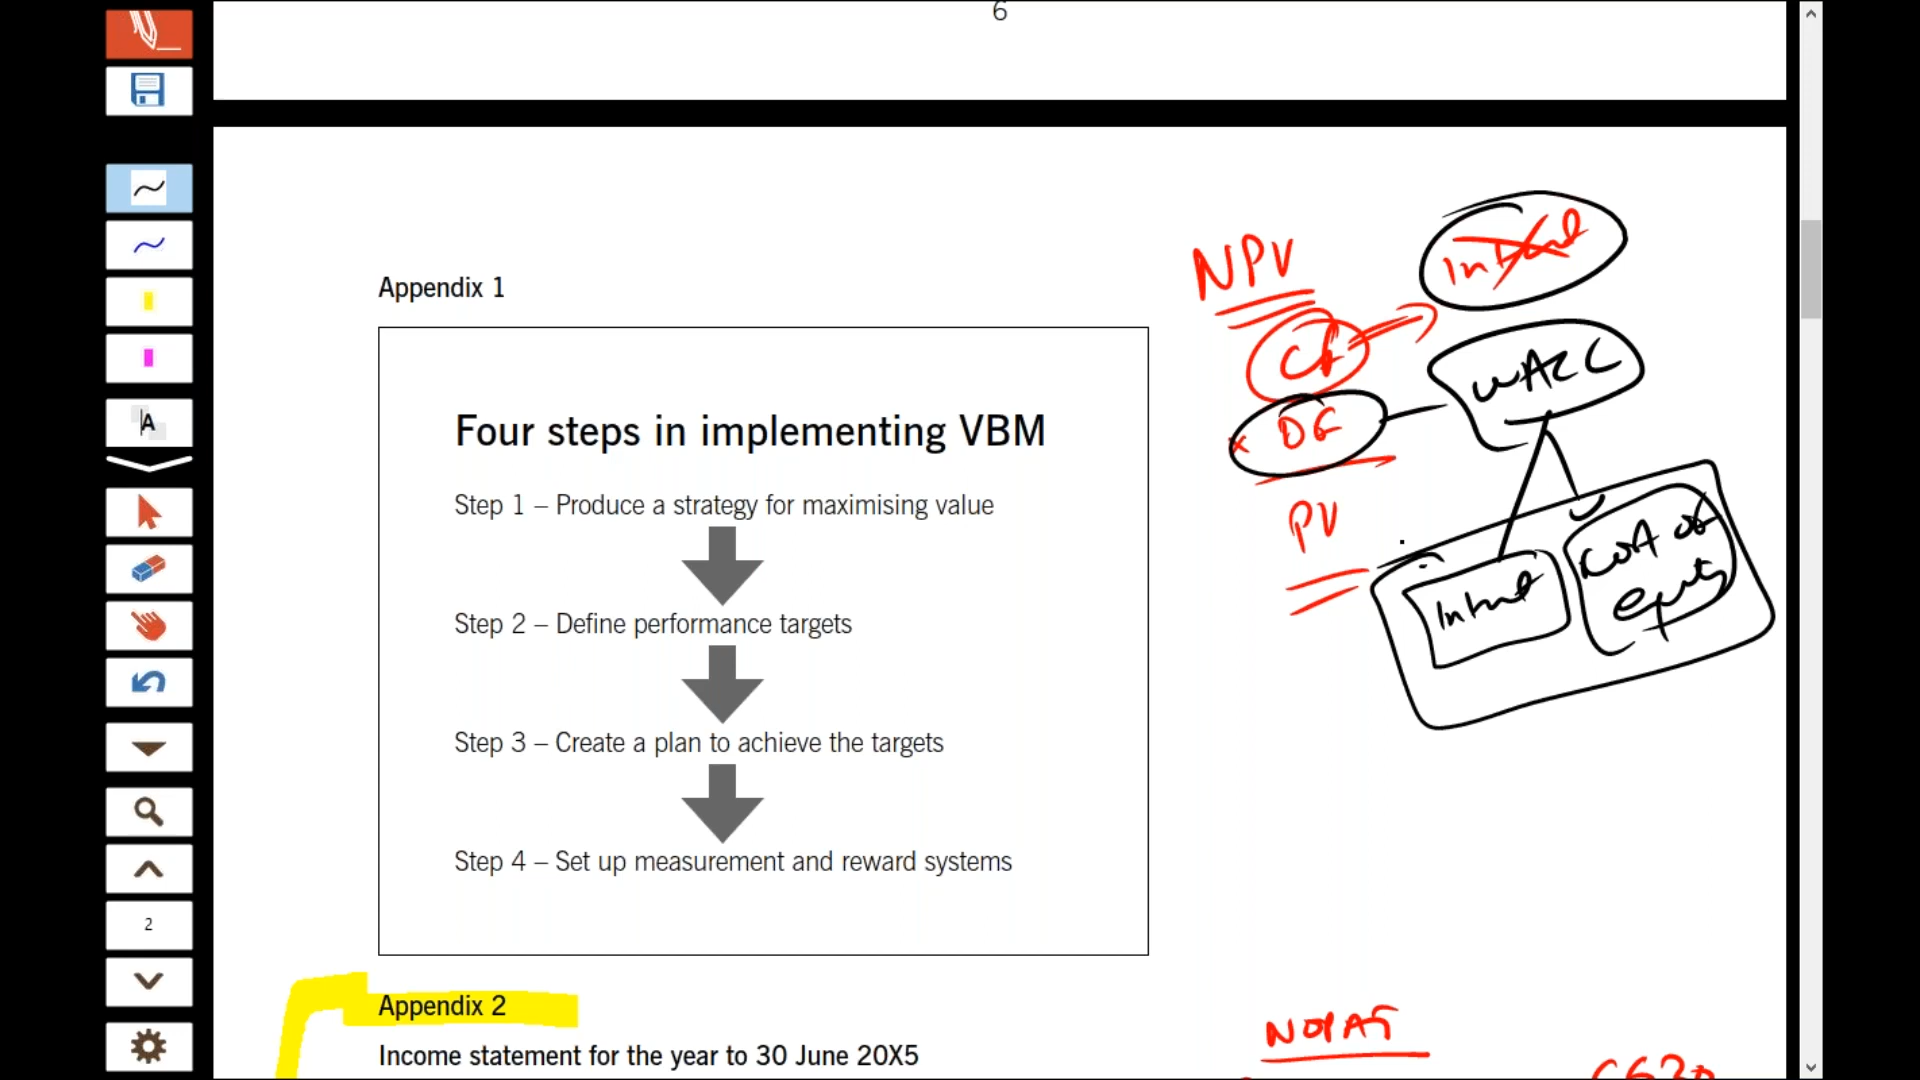 6
Appendix 1
Four steps in implementing VBM
Step 1 – Produce a strategy for maximising value
Step 2 – Define performance targets
Step 3 – Create a plan to achieve the targets
Step 4 – Set up measurement and reward systems
Appendix 2
Income statement for the year to 30 June 20X5
NPV
CF
WACC
× DF
PV
cost of
equity
NOPAT
A
2